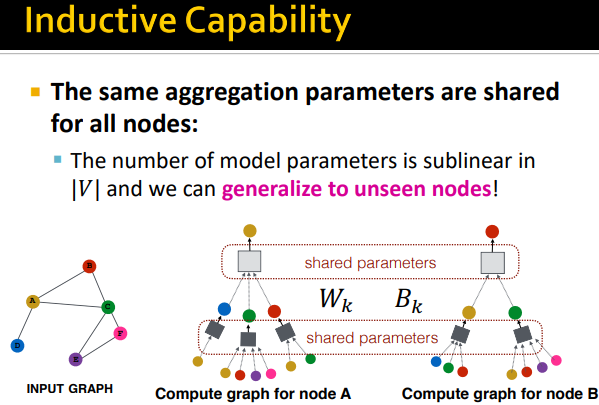 Inductive Capability
The same aggregation parameters are shared
for all nodes:
The number of model parameters is sublinear in
|V| and we can generalize to unseen nodes!
shared parameters
W_k B_k
shared parameters
B
A
C
F
D
E
INPUT GRAPH
Compute graph for node A
Compute graph for node B